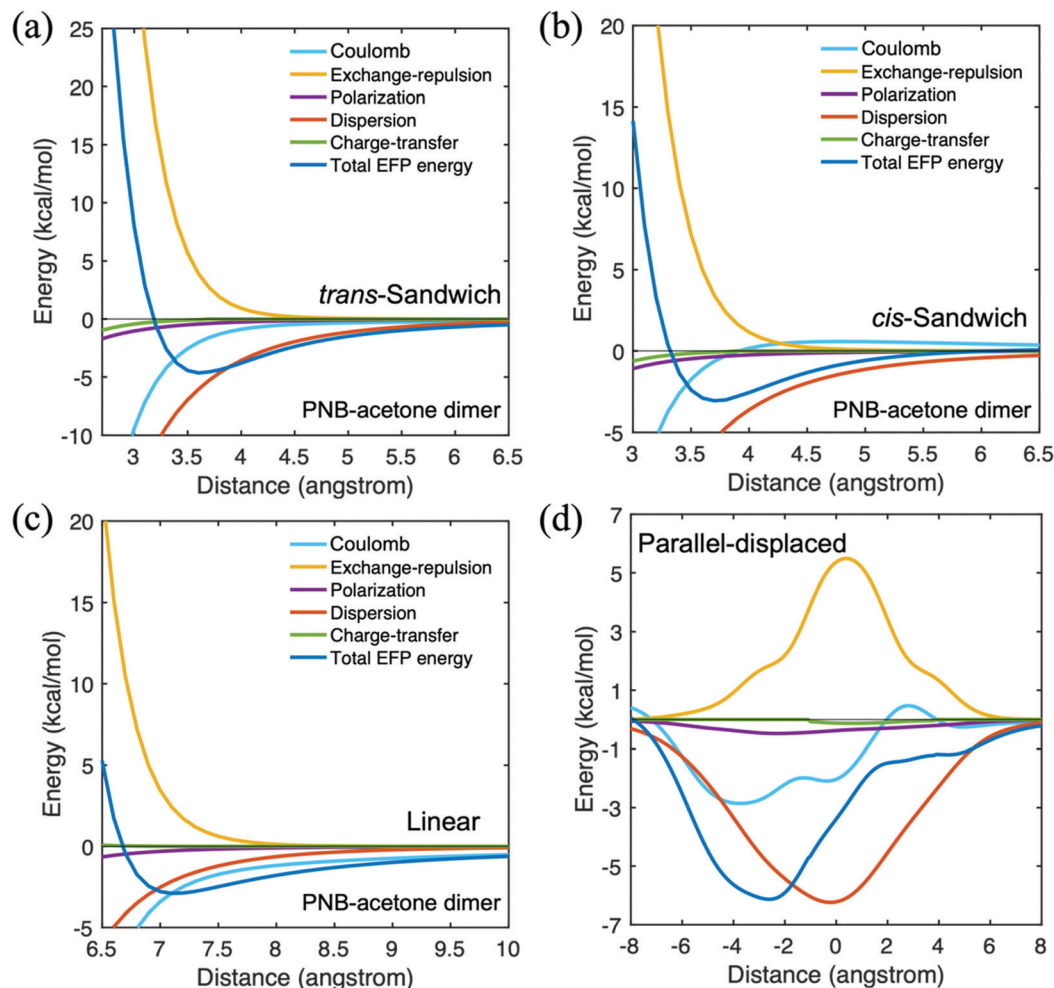 (a)
25
20
15
10
5
0
-5
-10
Energy (kcal/mol)
Coulomb
Exchange-repulsion
Polarization
Dispersion
Charge-transfer
Total EFP energy
trans-Sandwich
PNB-acetone dimer
3 3.5 4 4.5 5 5.5 6 6.5
Distance (angstrom)
(b)
20
15
10
5
0
-5
Energy (kcal/mol)
Coulomb
Exchange-repulsion
Polarization
Dispersion
Charge-transfer
Total EFP energy
cis-Sandwich
PNB-acetone dimer
3 3.5 4 4.5 5 5.5 6 6.5
Distance (angstrom)
(c)
20
15
10
5
0
-5
Energy (kcal/mol)
Coulomb
Exchange-repulsion
Polarization
Dispersion
Charge-transfer
Total EFP energy
Linear
PNB-acetone dimer
6.5 7 7.5 8 8.5 9 9.5 10
Distance (angstrom)
(d)
7
5
3
1
-1
-3
-5
-7
Energy (kcal/mol)
Parallel-displaced
-8 -6 -4 -2 0 2 4 6 8
Distance (angstrom)